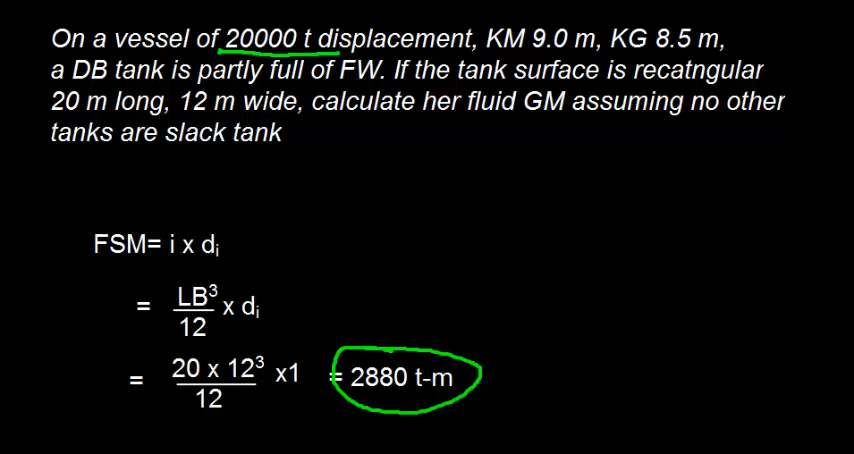 On a vessel of 20000 t displacement, KM 9.0 m, KG 8.5 m,
a DB tank is partly full of FW. If the tank surface is recatngular
20 m long, 12 m wide, calculate her fluid GM assuming no other
tanks are slack tank
FSM= i x dᵢ
= LB³/12 x dᵢ
= 20 x 12³/12 x1 = 2880 t-m